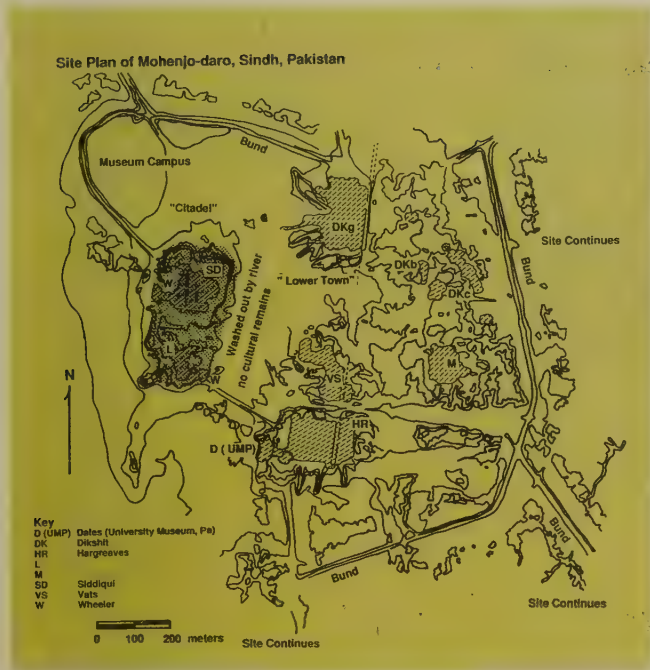 Site Plan of Mohenjo-daro, Sindh, Pakistan
Bund
Museum Campus
"Citadel"
DKg
Site Continues
SD
W
DKb
DKc
Bund
"Lower Town"
Washed out by river
no cultural remains
L
VS
M
W
N
HR
D (UMP)
Key
D (UMP) Dales (University Museum, Pa)
DK Dikshit
HR Hargreaves
L
M
SD Siddiqui
VS Vats
W Wheeler
Bund
Bund
Site Continues
0 100 200 meters
Site Continues